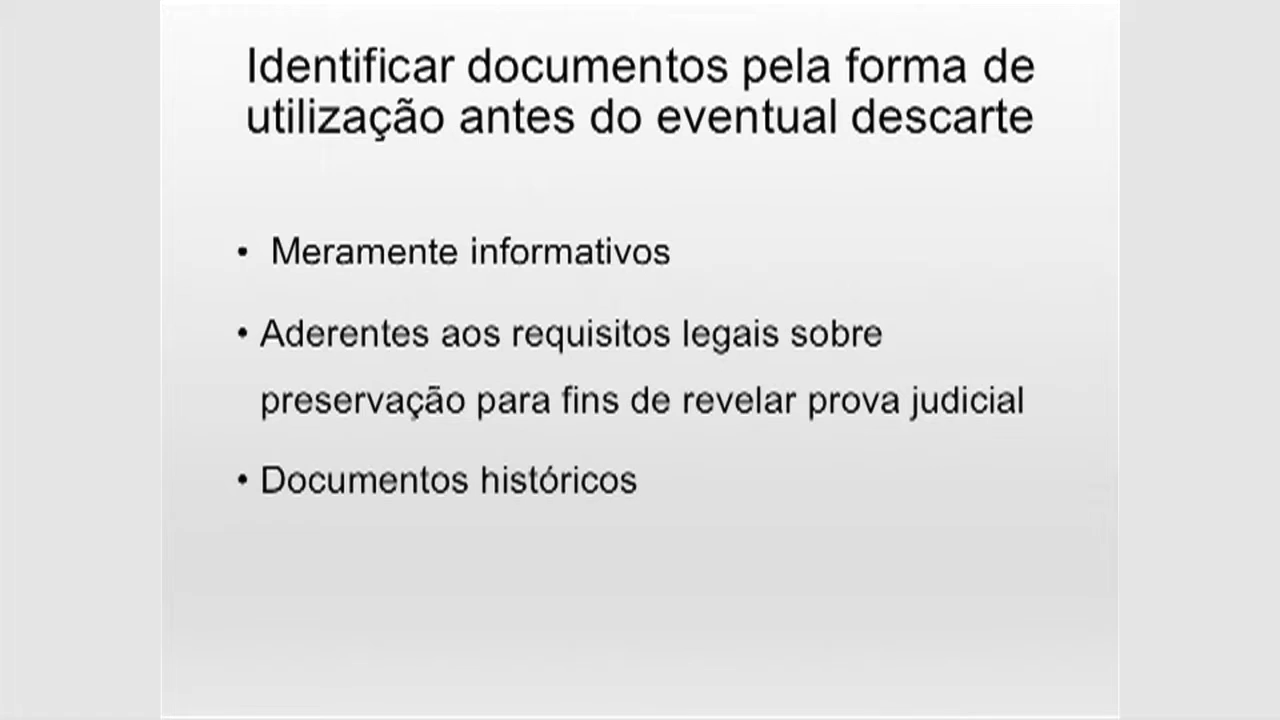 Identificar documentos pela forma de
utilização antes do eventual descarte
• Meramente informativos
• Aderentes aos requisitos legais sobre
preservação para fins de revelar prova judicial
• Documentos históricos